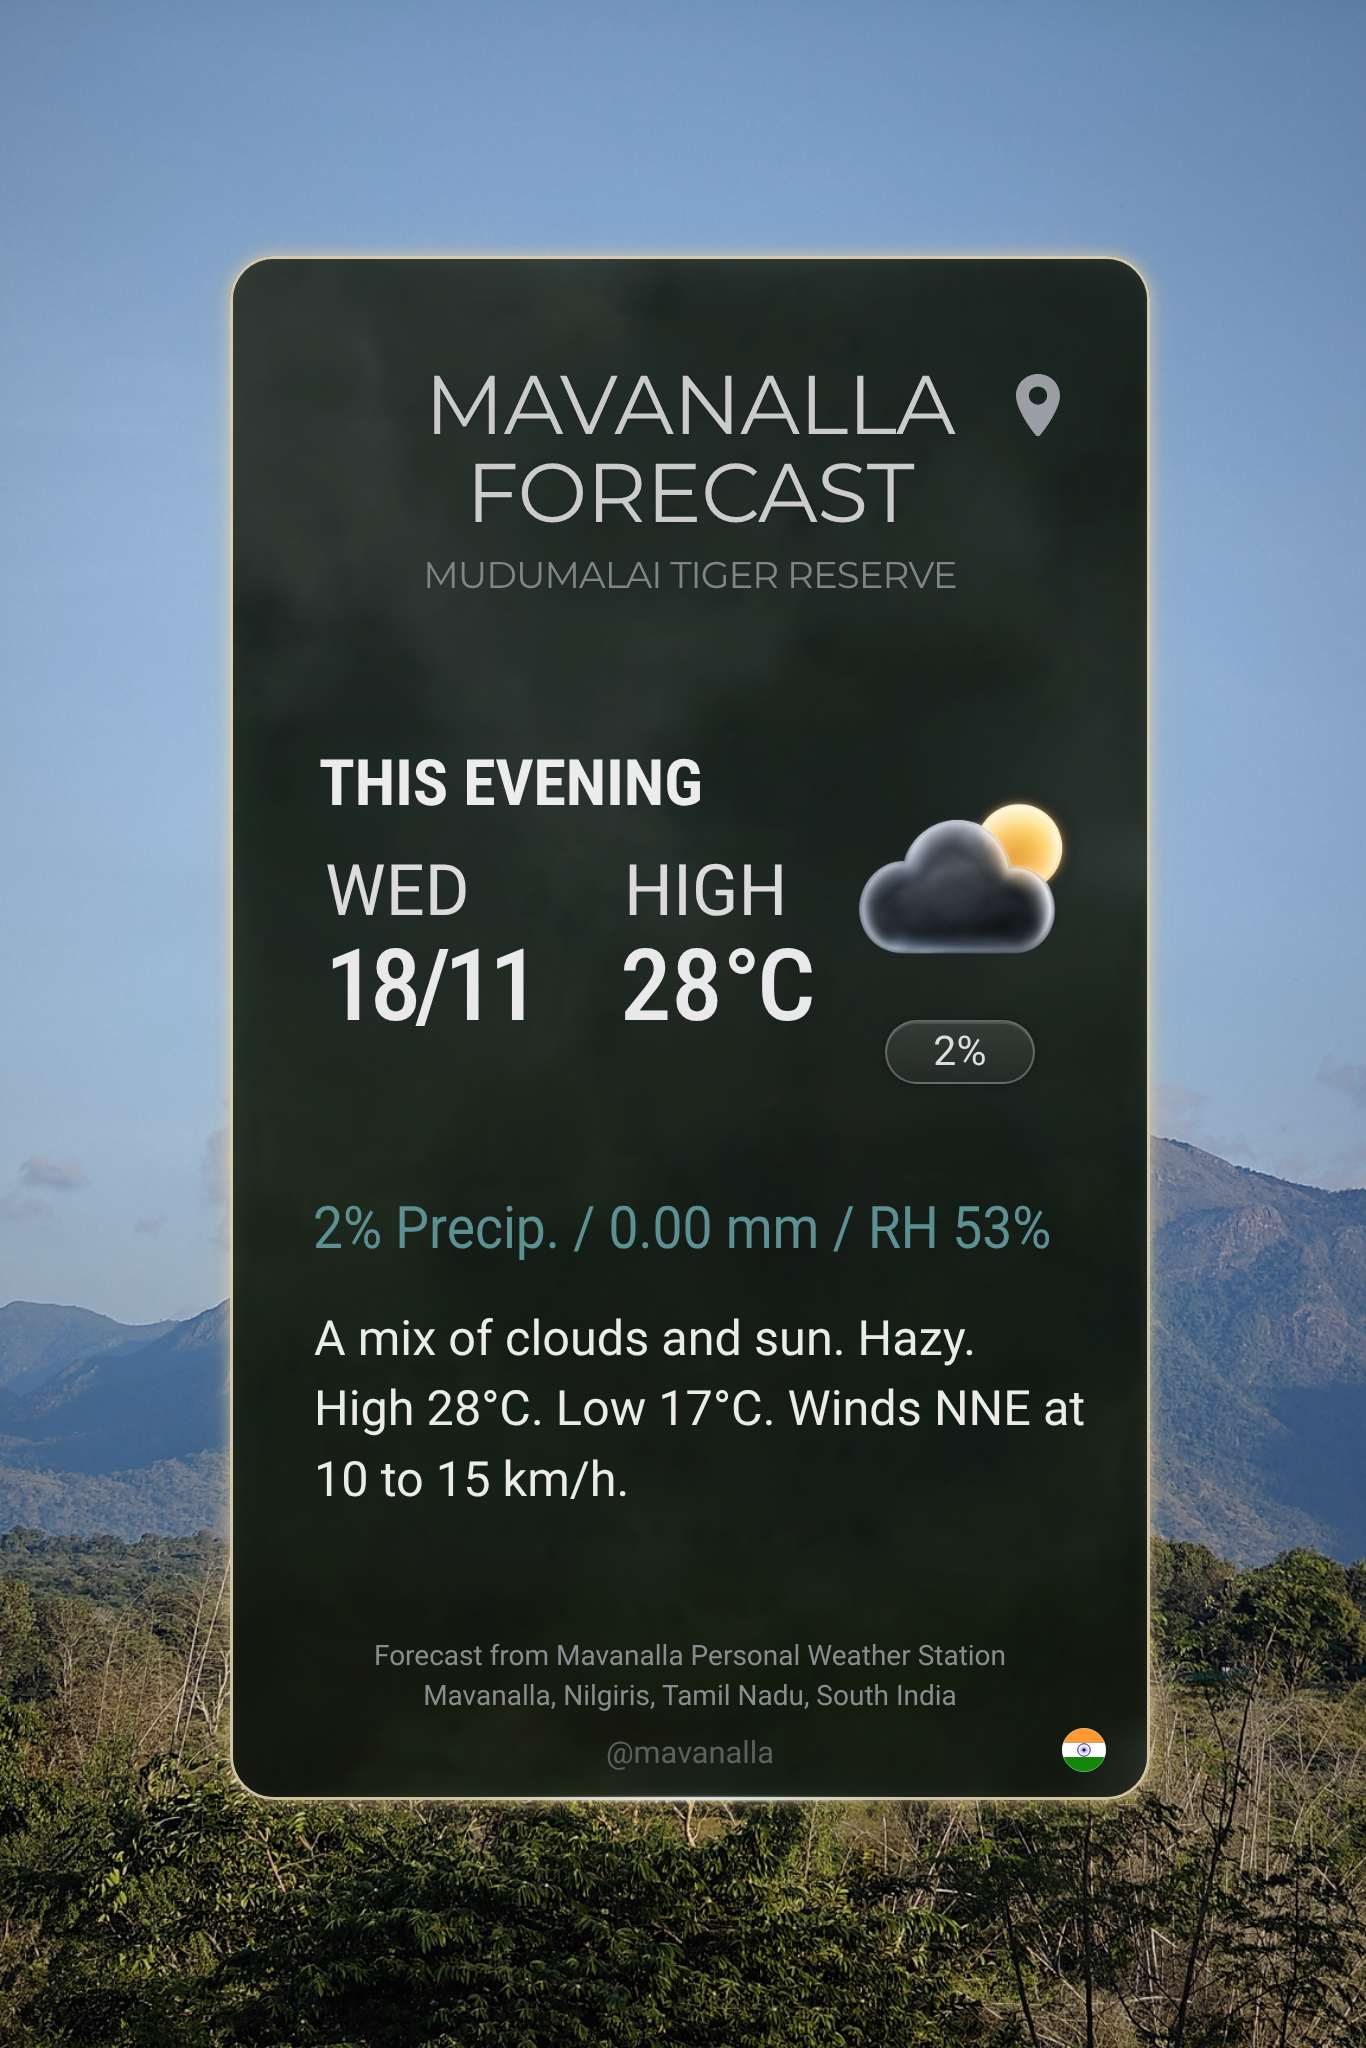 MAVANALLA
FORECAST
MUDUMALAI TIGER RESERVE
THIS EVENING
WED
18/11
HIGH
28°C
2%
2% Precip. / 0.00 mm / RH 53%
A mix of clouds and sun. Hazy.
High 28°C. Low 17°C. Winds NNE at
10 to 15 km/h.
Forecast from Mavanalla Personal Weather Station
Mavanalla, Nilgiris, Tamil Nadu, South India
@mavanalla